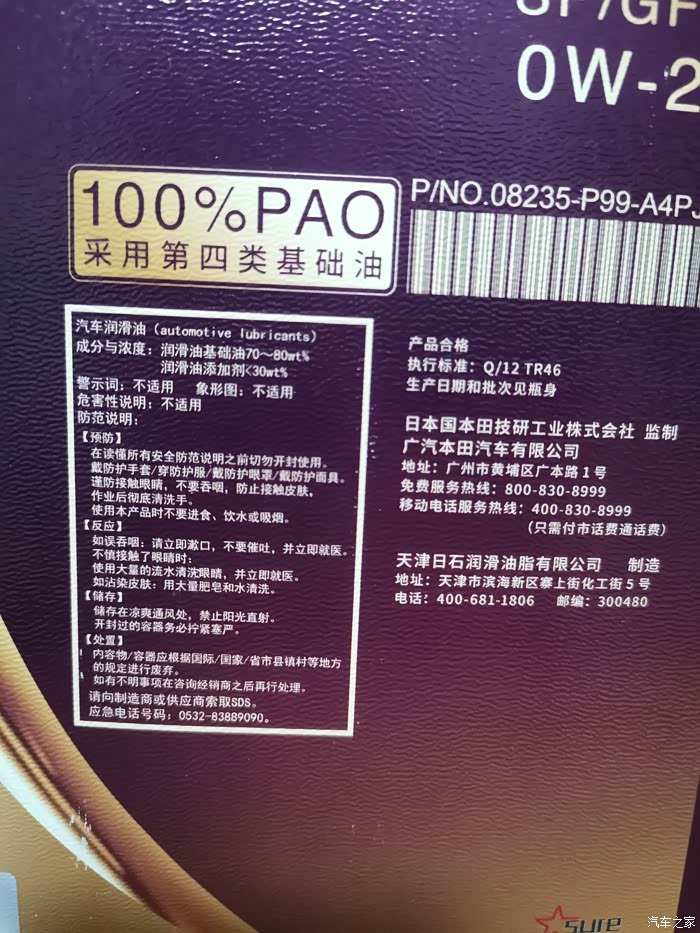 0W-2
100%PAO
采用第四类基础油
P/NO.08235-P99-A4P
汽车润滑油（automotive lubricants）
成分与浓度：润滑油基础油70～80wt%
润滑油添加剂<30wt%
警示词：不适用 象形图：不适用
危害性说明：不适用
防范说明：
【预防】
在读懂所有安全防范说明之前切勿开封使用。
戴防护手套/穿防护服/戴防护眼罩/戴防护面具。
谨防接触眼睛，不要吞咽，防止接触皮肤，
作业后彻底清洗手。
使用本产品时不要进食、饮水或吸烟。
【反应】
如误吞咽：请立即漱口，不要催吐，并立即就医。
不慎接触了眼睛时：
使用大量的流水清洗眼睛，并立即就医。
如沾染皮肤：用大量肥皂和水清洗。
【储存】
储存在凉爽通风处，禁止阳光直射。
开封过的容器务必拧紧塞严。
【处置】
内容物/容器应根据国际/国家/省市县镇村等地方
的规定进行废弃。
如有不明事项在咨询经销商之后再行处理。
请向制造商或供应商索取SDS。
应急电话号码：0532-83889090。
产品合格
执行标准：Q/12 TR46
生产日期和批次见瓶身
日本国本田技研工业株式会社 监制
广汽本田汽车有限公司
地址：广州市黄埔区广本路1号
免费服务热线：800-830-8999
移动电话服务热线：400-830-8999
（只需付市话费通话费）
天津日石润滑油脂有限公司 制造
地址：天津市滨海新区寨上街化工街5号
电话：400-681-1806 邮编：300480
sure
汽车之家